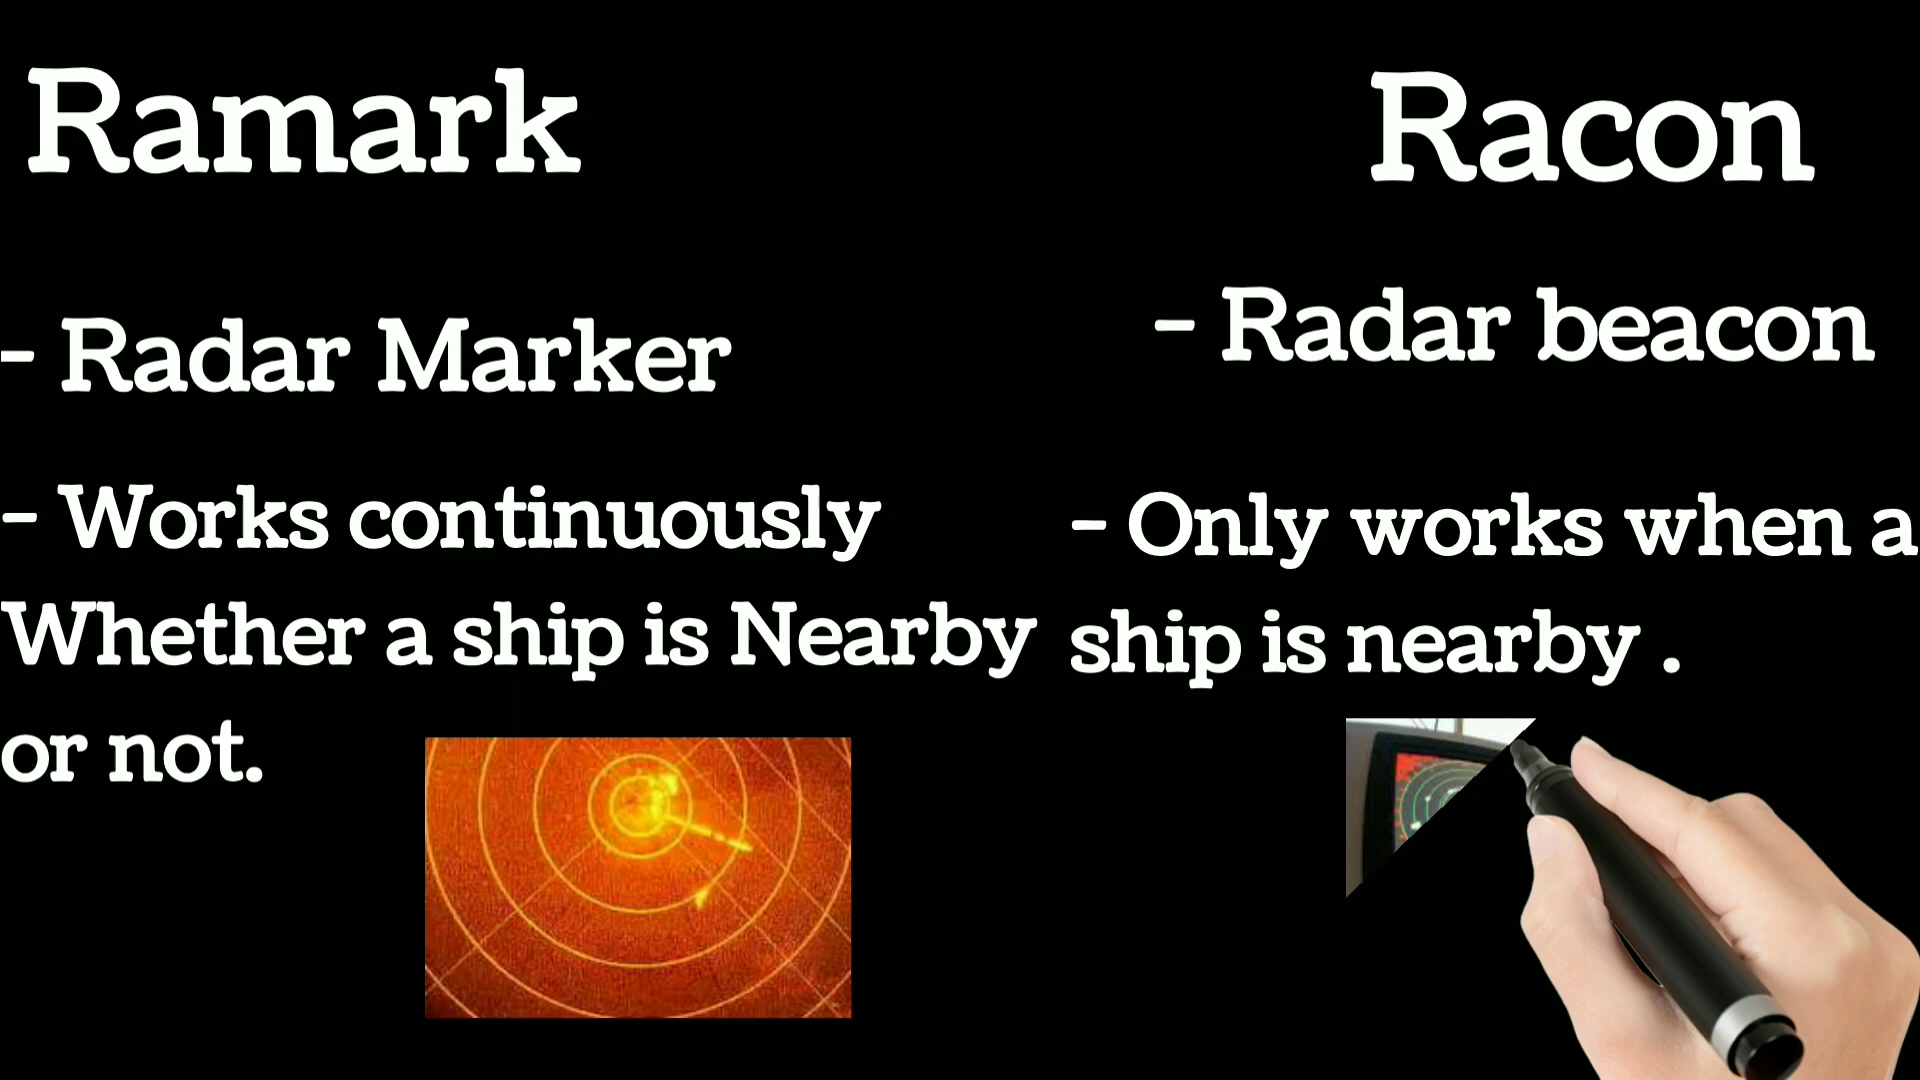 Ramark
- Radar Marker
- Works continuously
Whether a ship is Nearby
or not.
Racon
- Radar beacon
- Only works when a
ship is nearby .